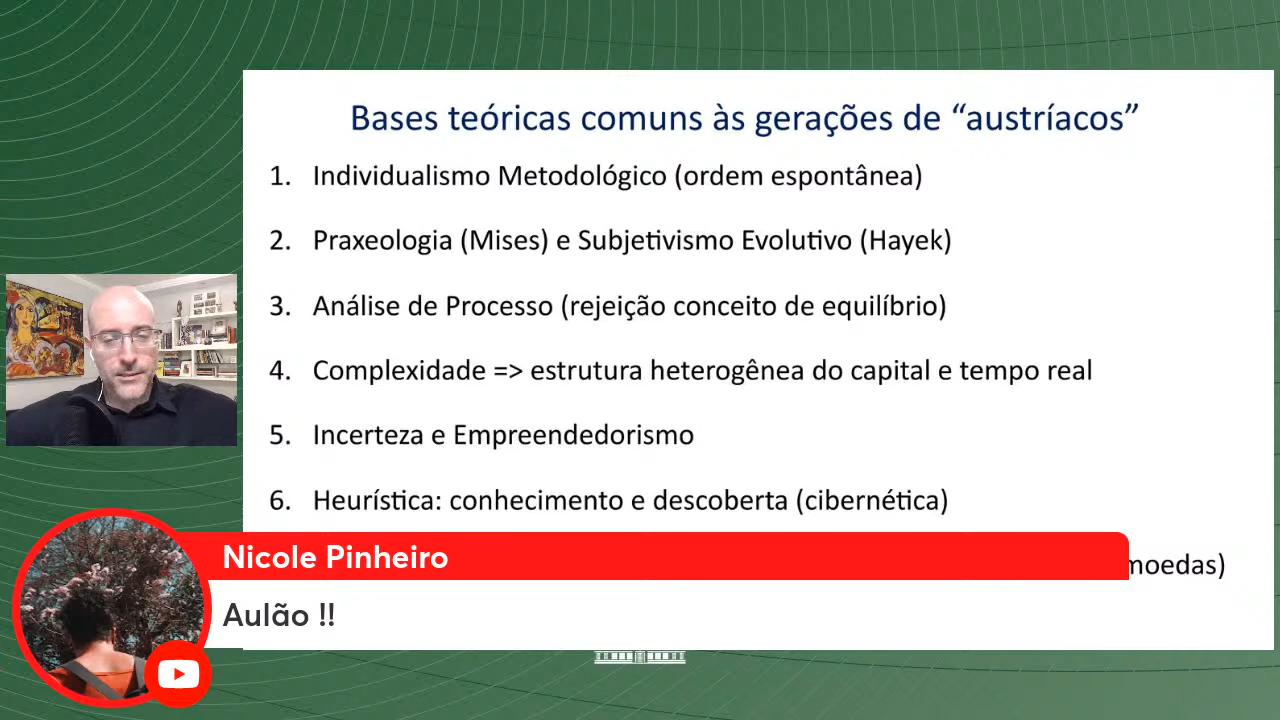 Bases teóricas comuns às gerações de “austríacos”
1. Individualismo Metodológico (ordem espontânea)
2. Praxeologia (Mises) e Subjetivismo Evolutivo (Hayek)
3. Análise de Processo (rejeição conceito de equilíbrio)
4. Complexidade => estrutura heterogênea do capital e tempo real
5. Incerteza e Empreendedorismo
6. Heurística: conhecimento e descoberta (cibernética)
moedas)
Nicole Pinheiro
Aulão !!